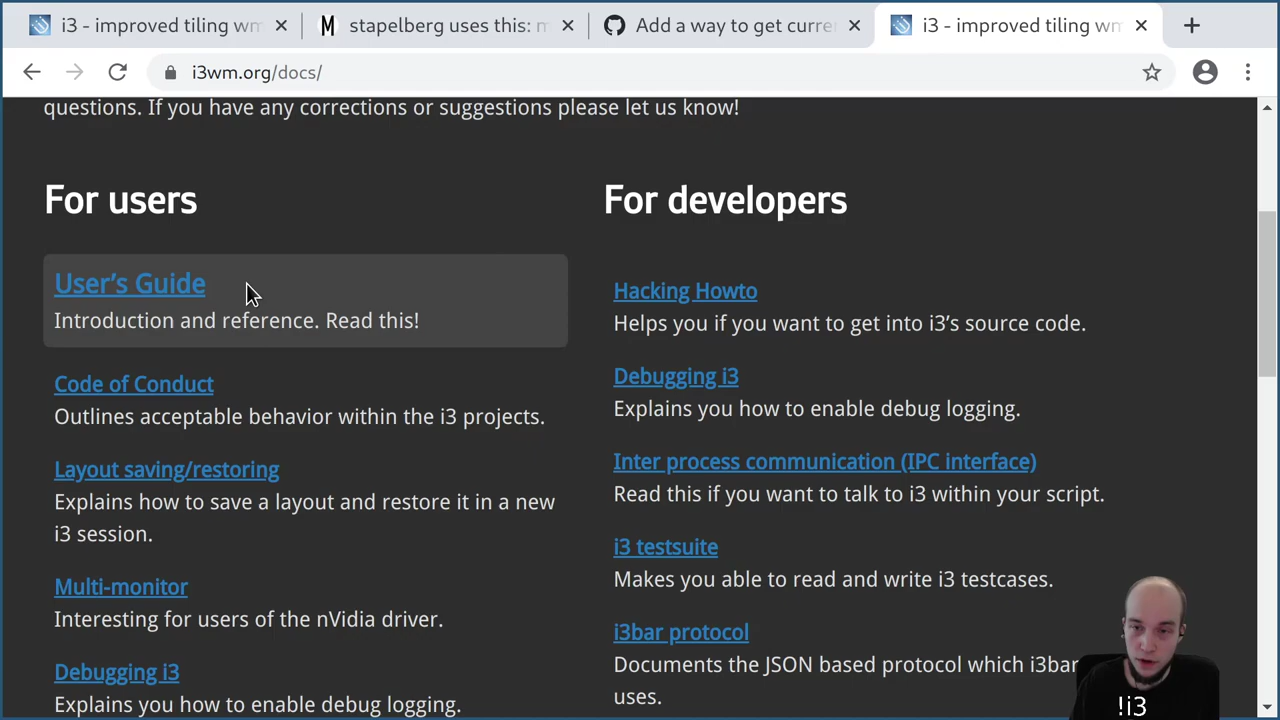 i3 - improved tiling wm
stapelberg uses this: m
Add a way to get curre
i3 - improved tiling wm
i3wm.org/docs/
questions. If you have any corrections or suggestions please let us know!
For users
User's Guide
Introduction and reference. Read this!
Code of Conduct
Outlines acceptable behavior within the i3 projects.
Layout saving/restoring
Explains how to save a layout and restore it in a new
i3 session.
Multi-monitor
Interesting for users of the nVidia driver.
Debugging i3
Explains you how to enable debug logging.
For developers
Hacking Howto
Helps you if you want to get into i3's source code.
Debugging i3
Explains you how to enable debug logging.
Inter process communication (IPC interface)
Read this if you want to talk to i3 within your script.
i3 testsuite
Makes you able to read and write i3 testcases.
i3bar protocol
Documents the JSON based protocol which i3bar
uses.
!i3